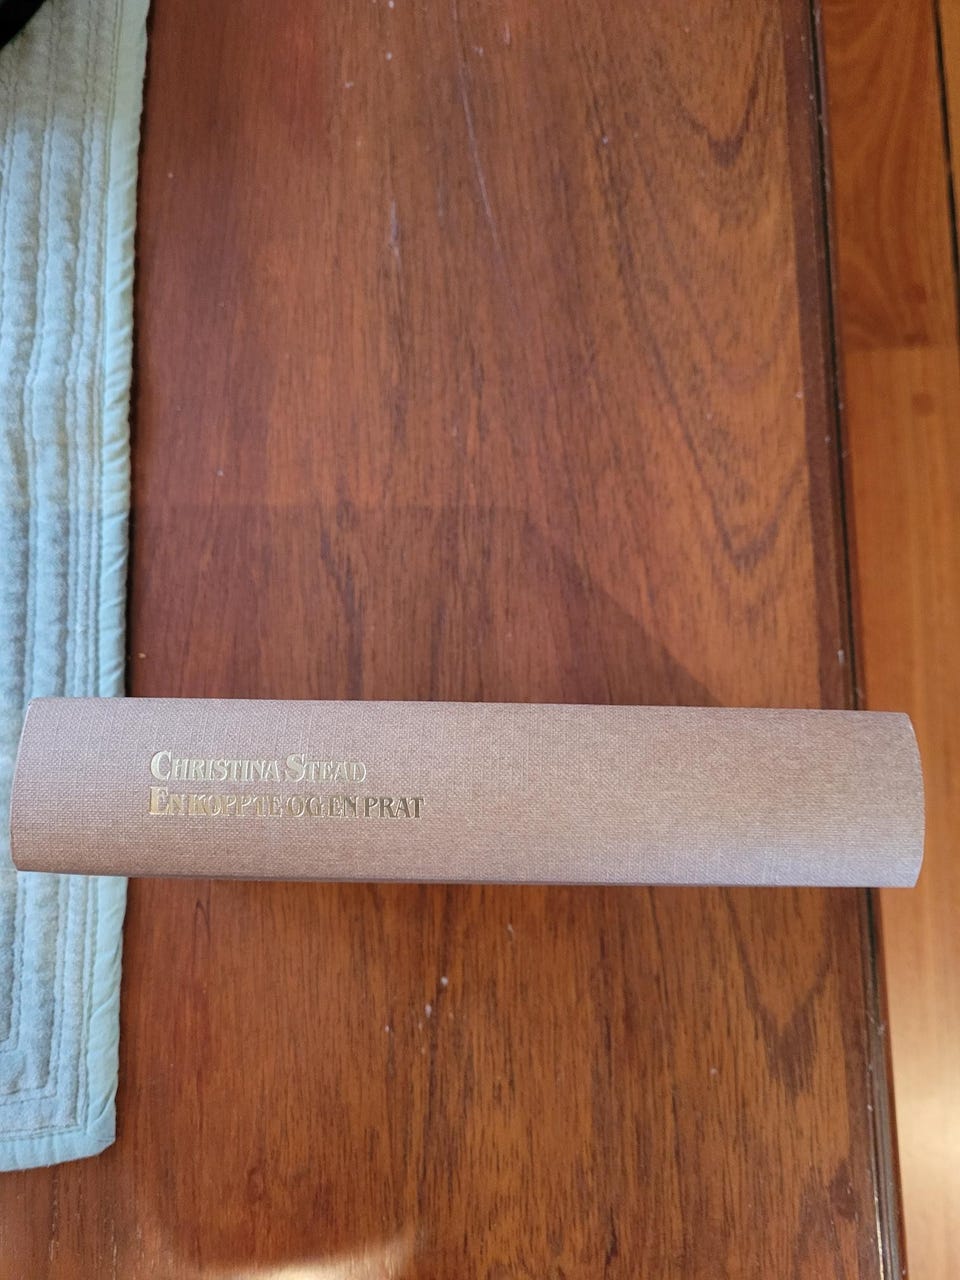 CHRISTINA STEAD
EN KOPP TE OG EN PRAT